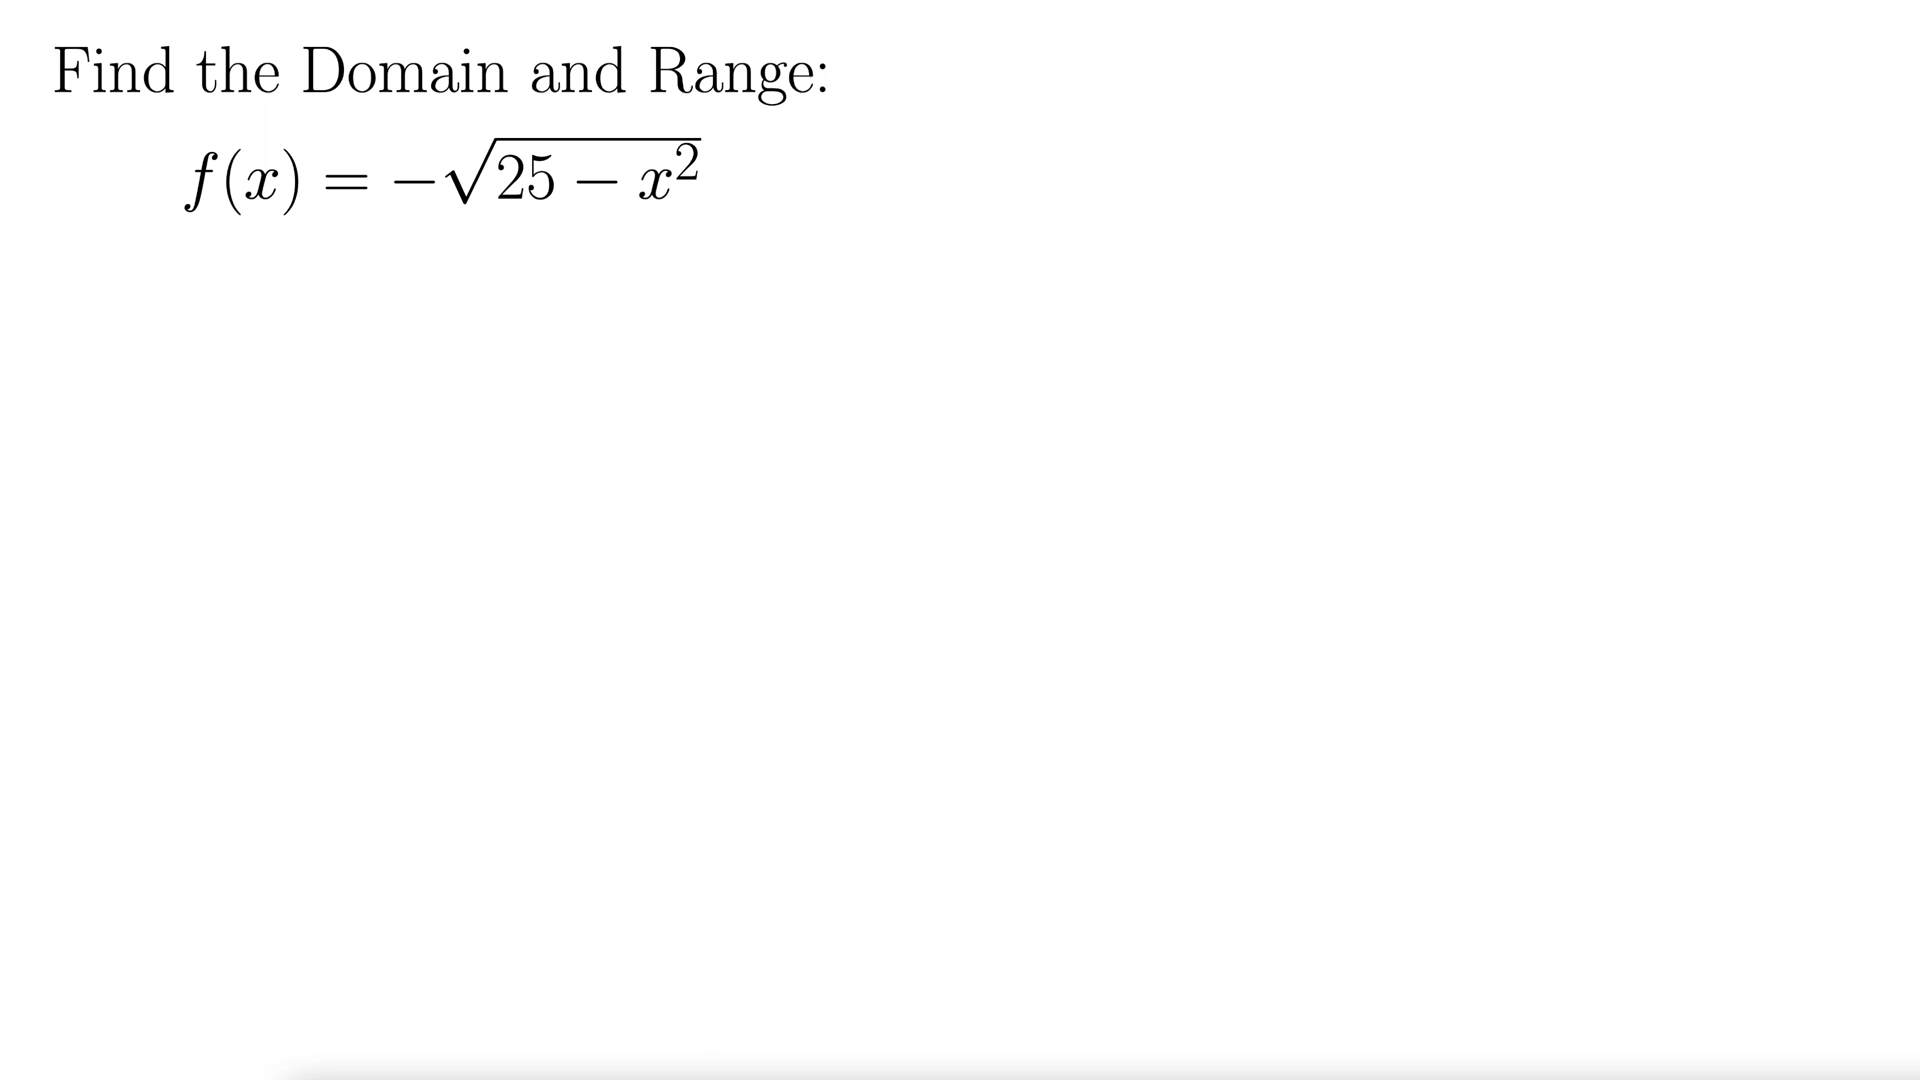 Find the Domain and Range:
f(x) = −√(25 − x²)